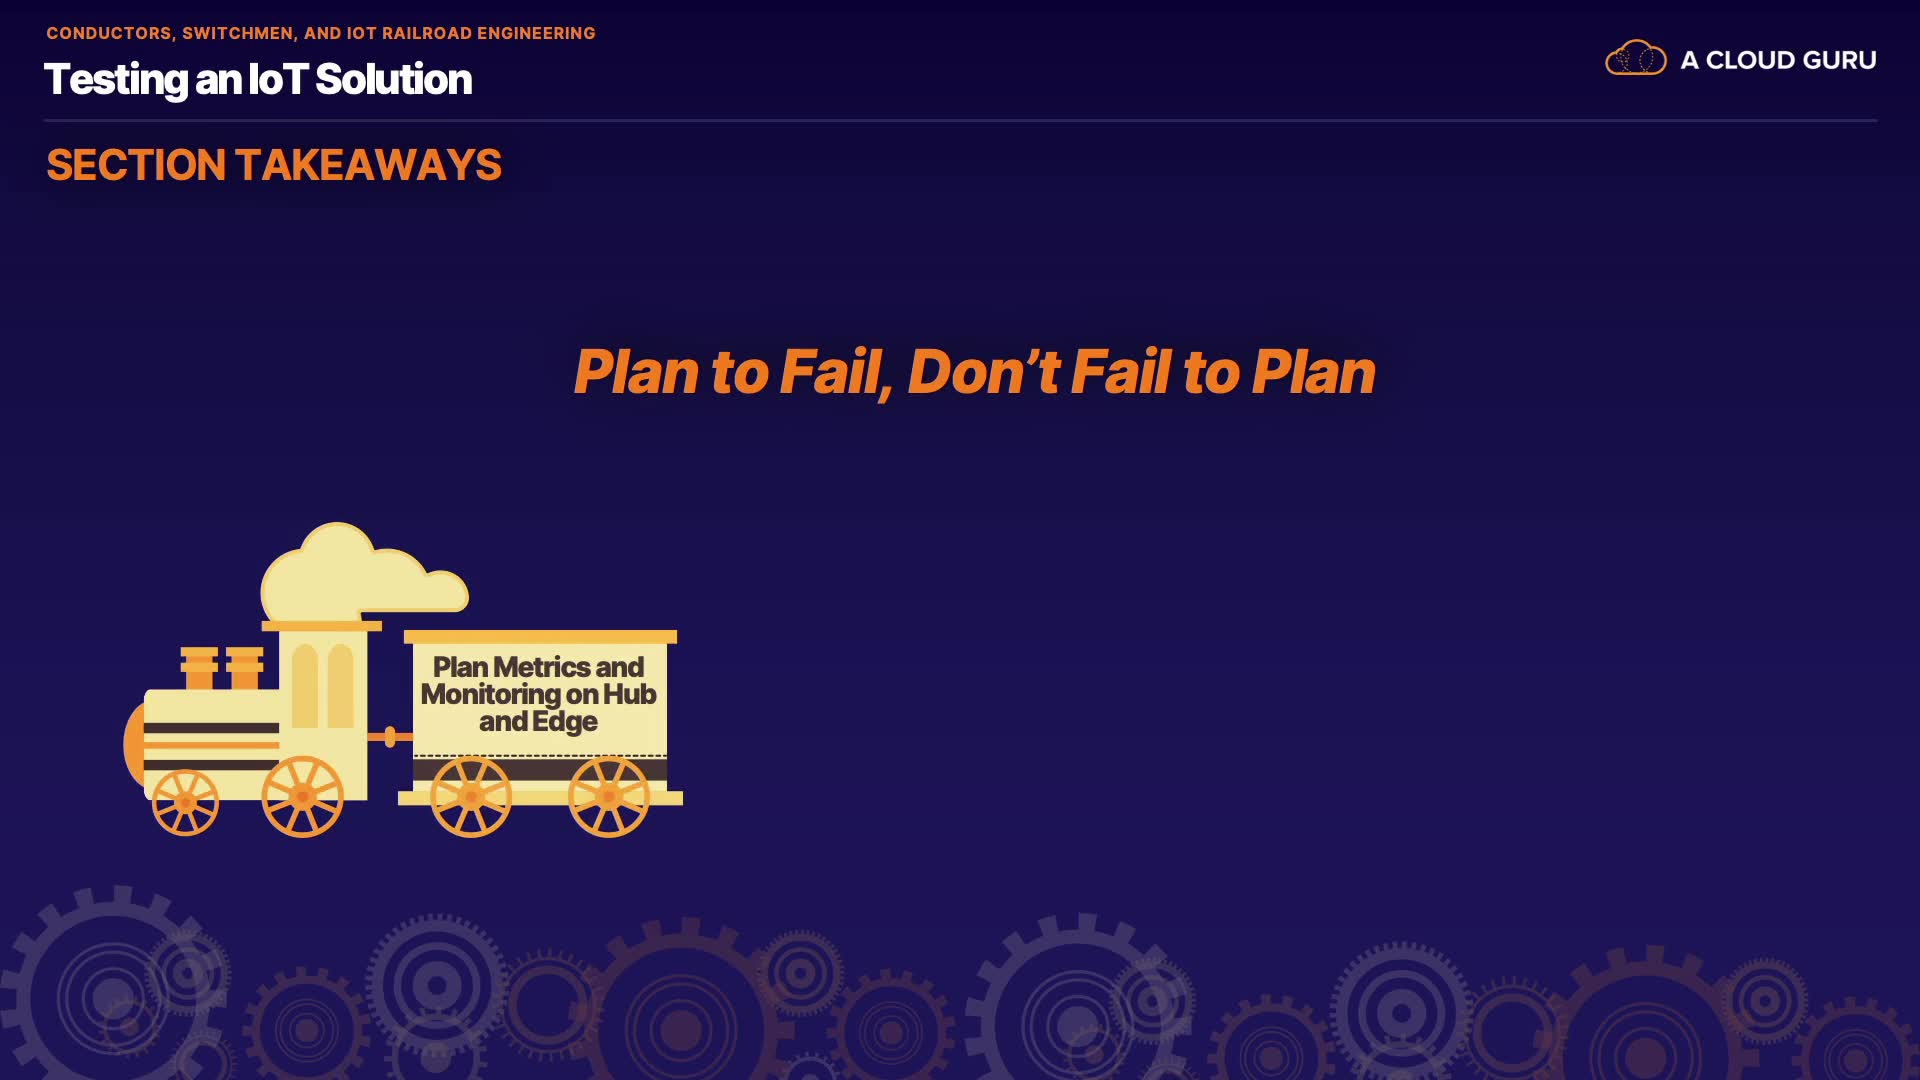 CONDUCTORS, SWITCHMEN, AND IOT RAILROAD ENGINEERING
Testing an IoT Solution
A CLOUD GURU
SECTION TAKEAWAYS
Plan to Fail, Don’t Fail to Plan
Plan Metrics and
Monitoring on Hub
and Edge